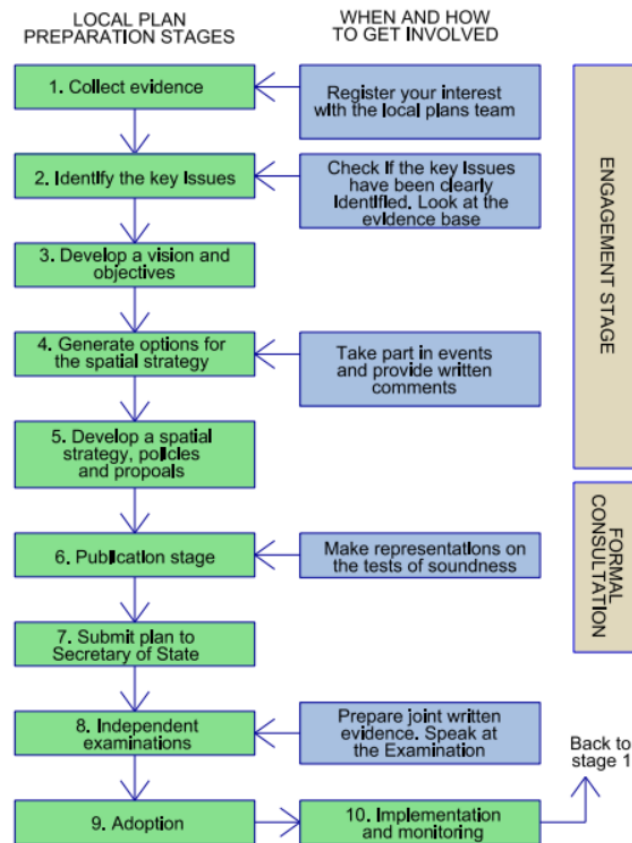 LOCAL PLAN
PREPARATION STAGES
WHEN AND HOW
TO GET INVOLVED
1. Collect evidence
Register your interest
with the local plans team
2. Identify the key issues
Check if the key issues
have been clearly
identified. Look at the
evidence base
3. Develop a vision and
objectives
4. Generate options for
the spatial strategy
Take part in events
and provide written
comments
5. Develop a spatial
strategy, policies
and propoals
6. Publication stage
Make representations on
the tests of soundness
7. Submit plan to
Secretary of State
8. Independent
examinations
Prepare joint written
evidence. Speak at
the Examination
9. Adoption
10. Implementation
and monitoring
Back to
stage 1
ENGAGEMENT STAGE
FORMAL
CONSULTATION